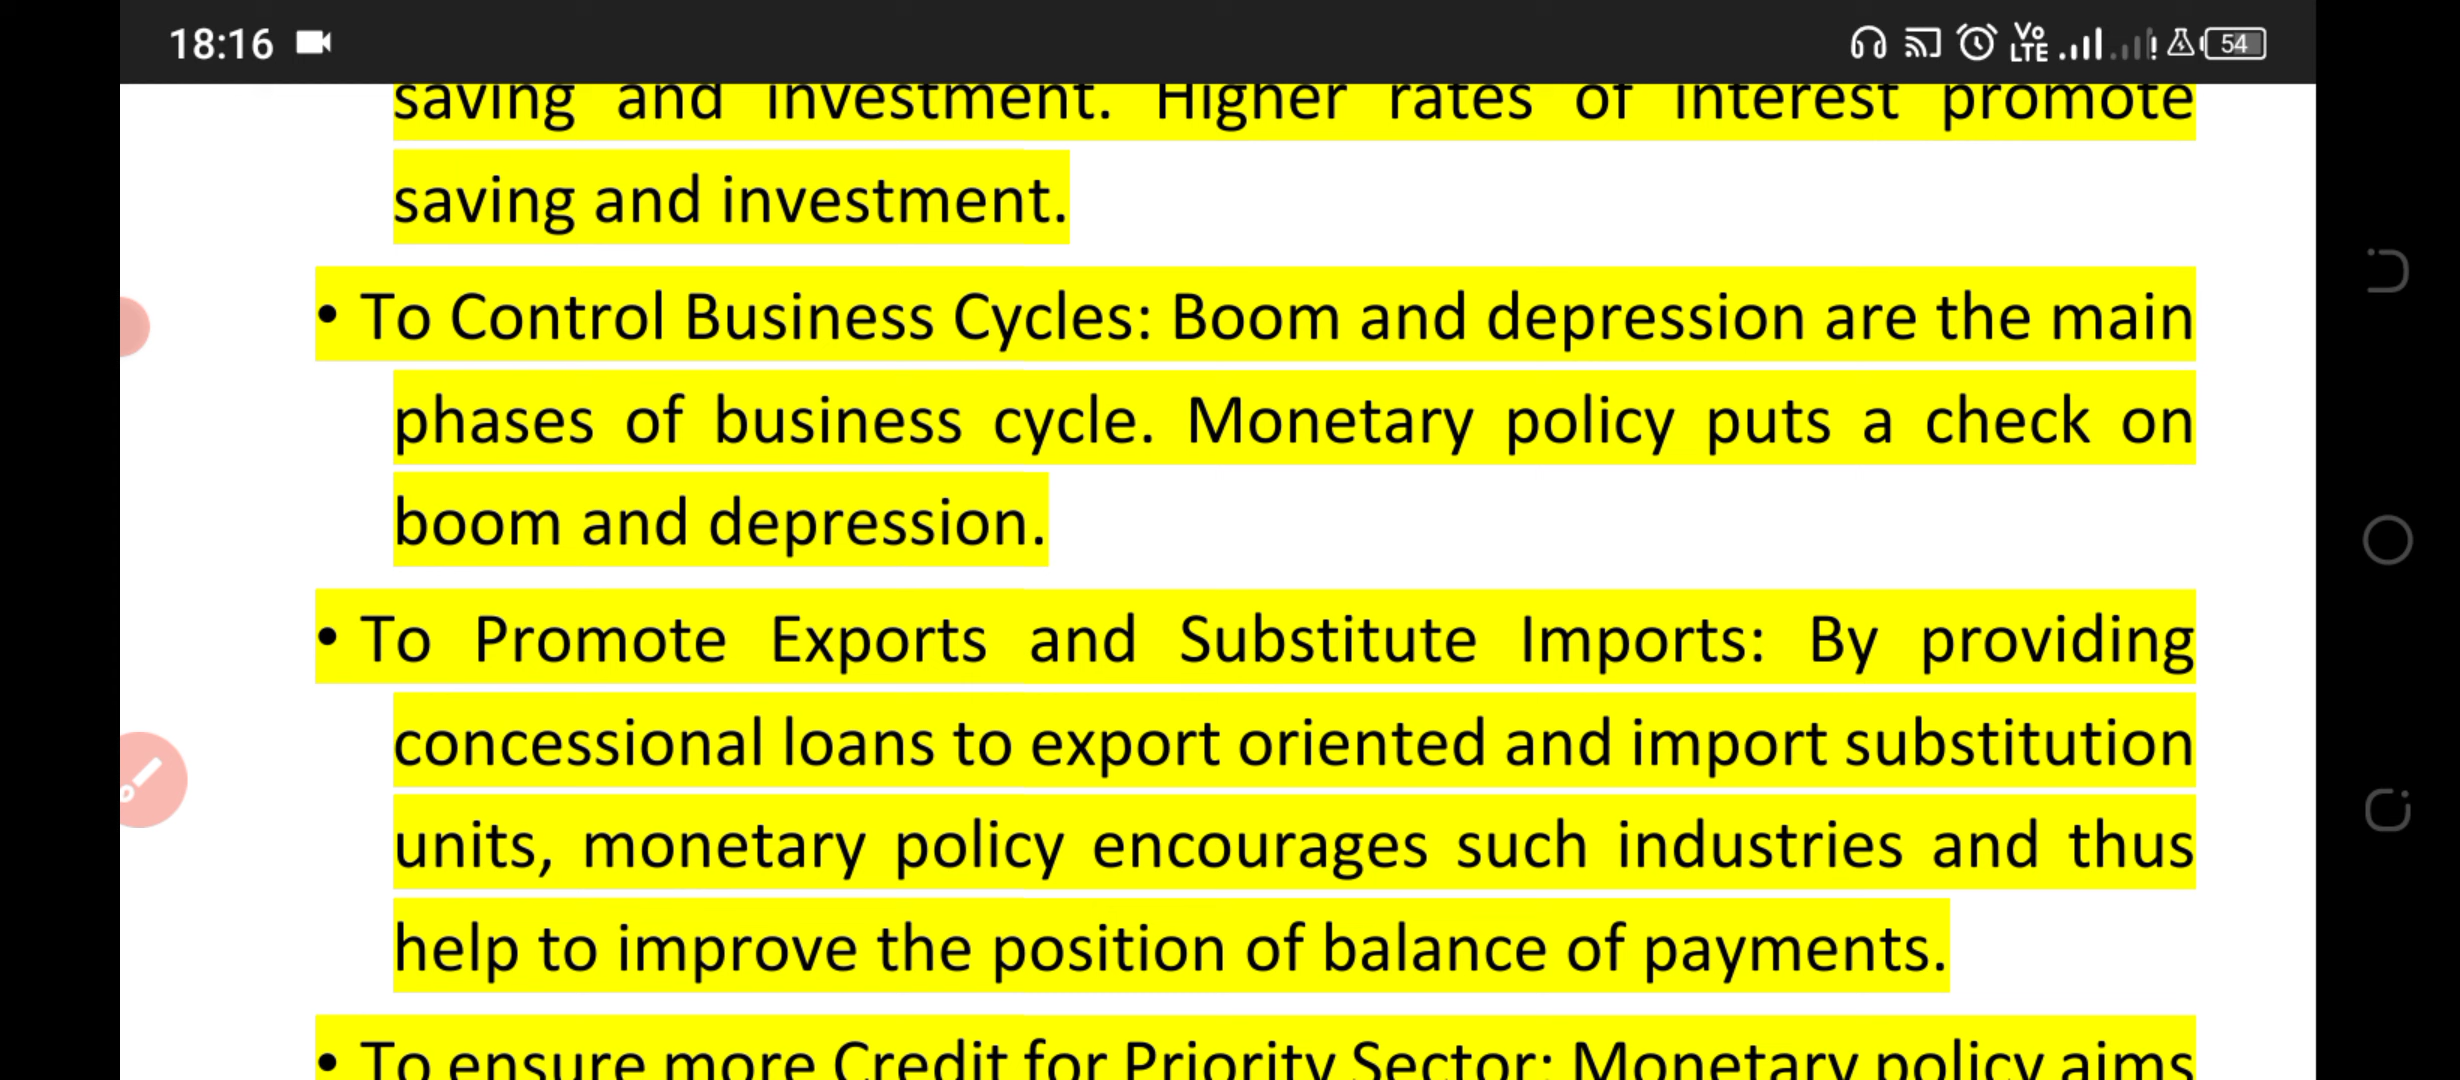 18:16
Vo LTE 54
saving and investment. Higher rates of interest promote
saving and investment.
• To Control Business Cycles: Boom and depression are the main
phases of business cycle. Monetary policy puts a check on
boom and depression.
• To Promote Exports and Substitute Imports: By providing
concessional loans to export oriented and import substitution
units, monetary policy encourages such industries and thus
help to improve the position of balance of payments.
• To ensure more Credit for Priority Sector: Monetary policy aims